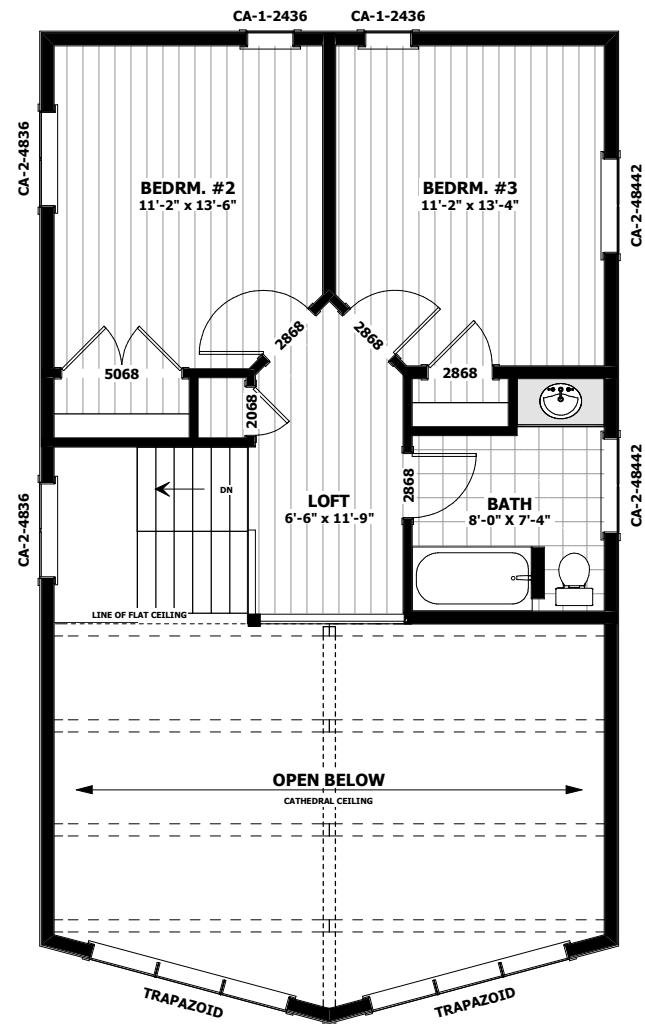 CA-1-2436
CA-1-2436
CA-2-4836
CA-2-48442
BEDRM. #2
11'-2" x 13'-6"
BEDRM. #3
11'-2" x 13'-4"
2868
2868
5068
2868
2068
CA-2-4836
DN
LOFT
6'-6" x 11'-9"
2868
BATH
8'-0" X 7'-4"
CA-2-48442
LINE OF FLAT CEILING
OPEN BELOW
CATHEDRAL CEILING
TRAPAZOID
TRAPAZOID